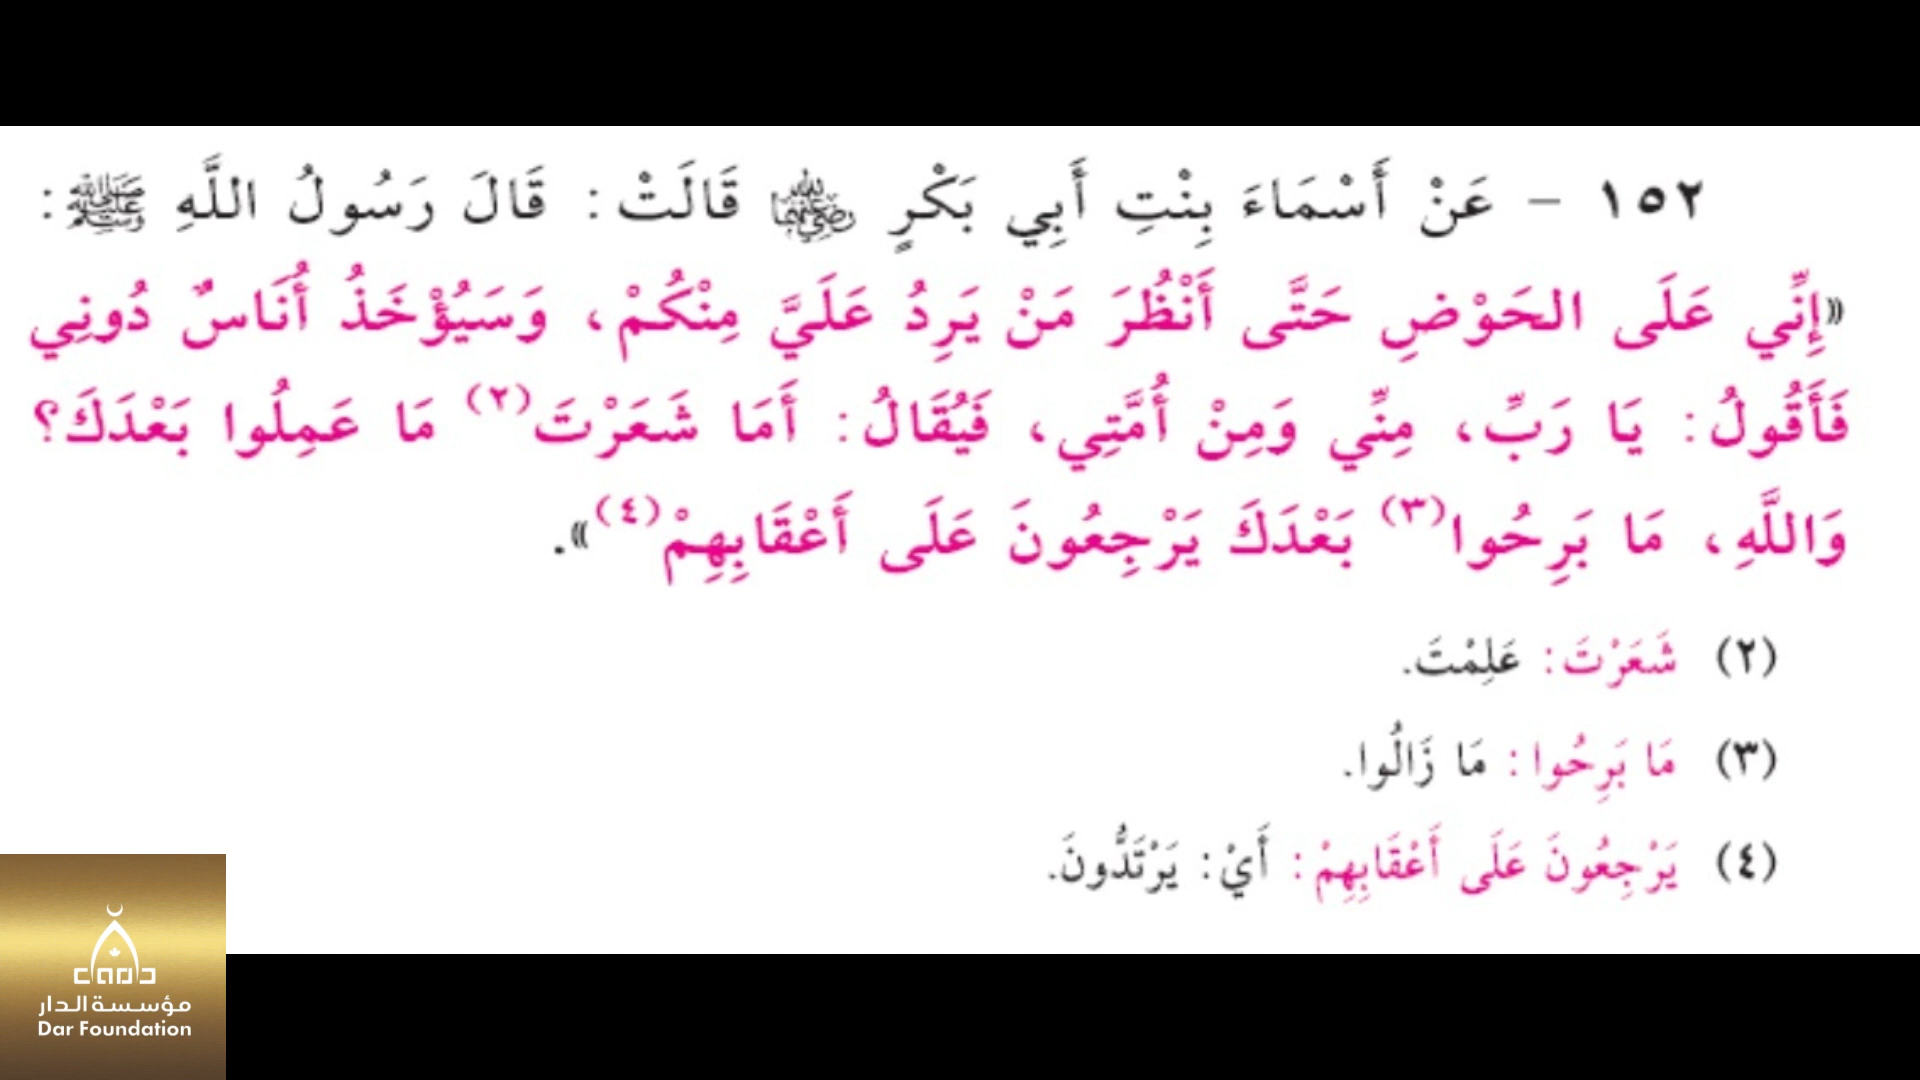 ١٥٢ - عَنْ أَسْمَاءَ بِنْتِ أَبِي بَكْرٍ رضي الله عنهما قَالَتْ: قَالَ رَسُولُ اللَّهِ ﷺ:
«إِنِّي عَلَى الحَوْضِ حَتَّى أَنْظُرَ مَنْ يَرِدُ عَلَيَّ مِنْكُمْ، وَسَيُؤْخَذُ أُنَاسٌ دُونِي
فَأَقُولُ: يَا رَبِّ، مِنِّي وَمِنْ أُمَّتِي، فَيُقَالُ: أَمَا شَعَرْتَ(٢) مَا عَمِلُوا بَعْدَكَ؟
وَاللَّهِ، مَا بَرِحُوا(٣) بَعْدَكَ يَرْجِعُونَ عَلَى أَعْقَابِهِمْ(٤)».
(٢) شَعَرْتَ: عَلِمْتَ.
(٣) مَا بَرِحُوا: مَا زَالُوا.
(٤) يَرْجِعُونَ عَلَى أَعْقَابِهِمْ: أَيْ: يَرْتَدُّونَ.
مؤسسة الدار
Dar Foundation